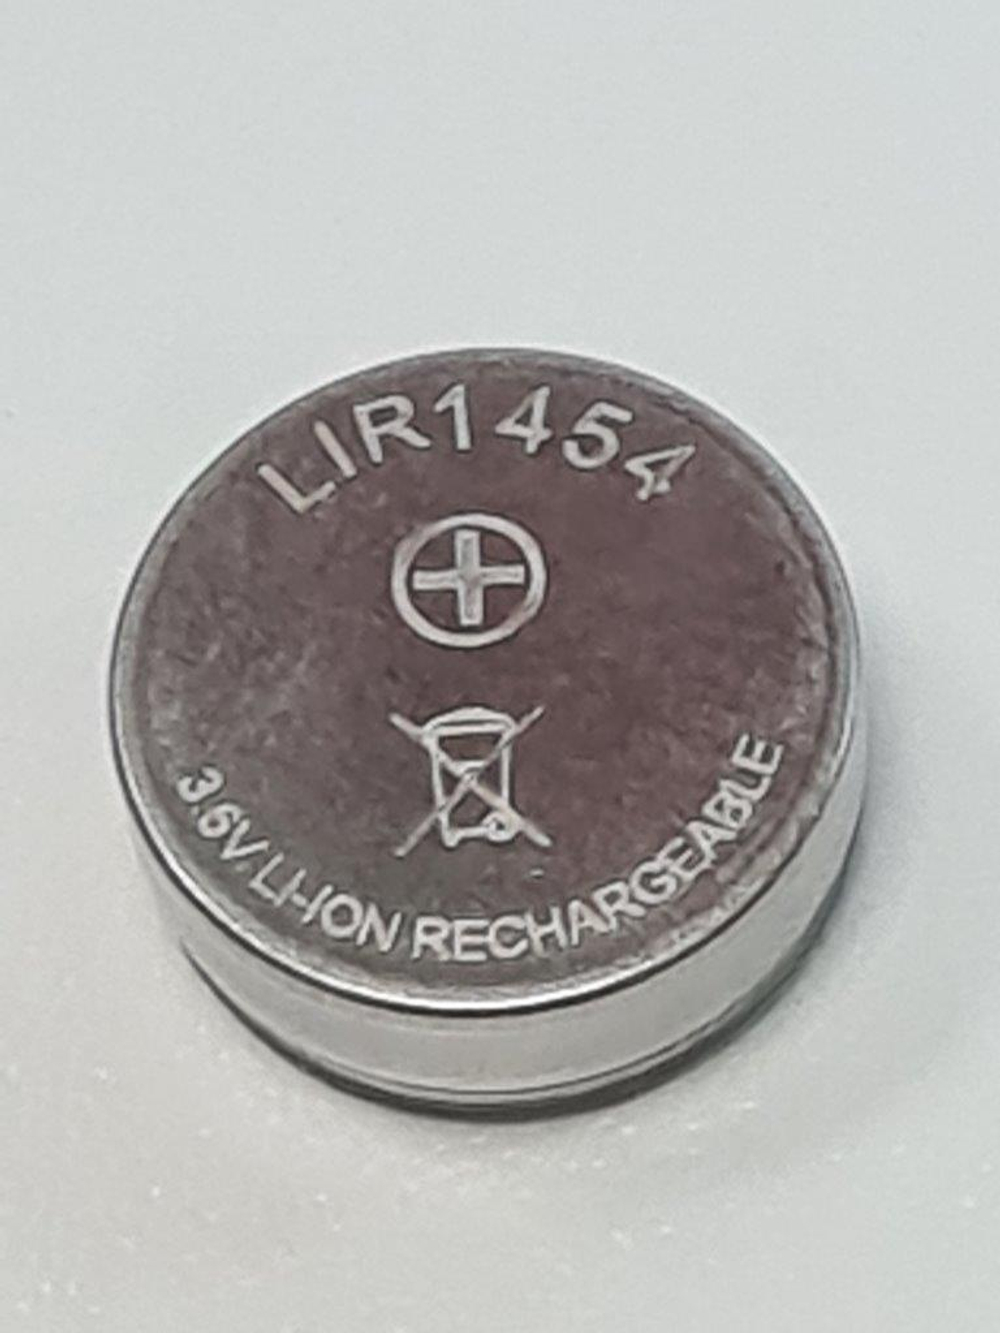 LIR1454
3.6V LI-ION RECHARGEABLE